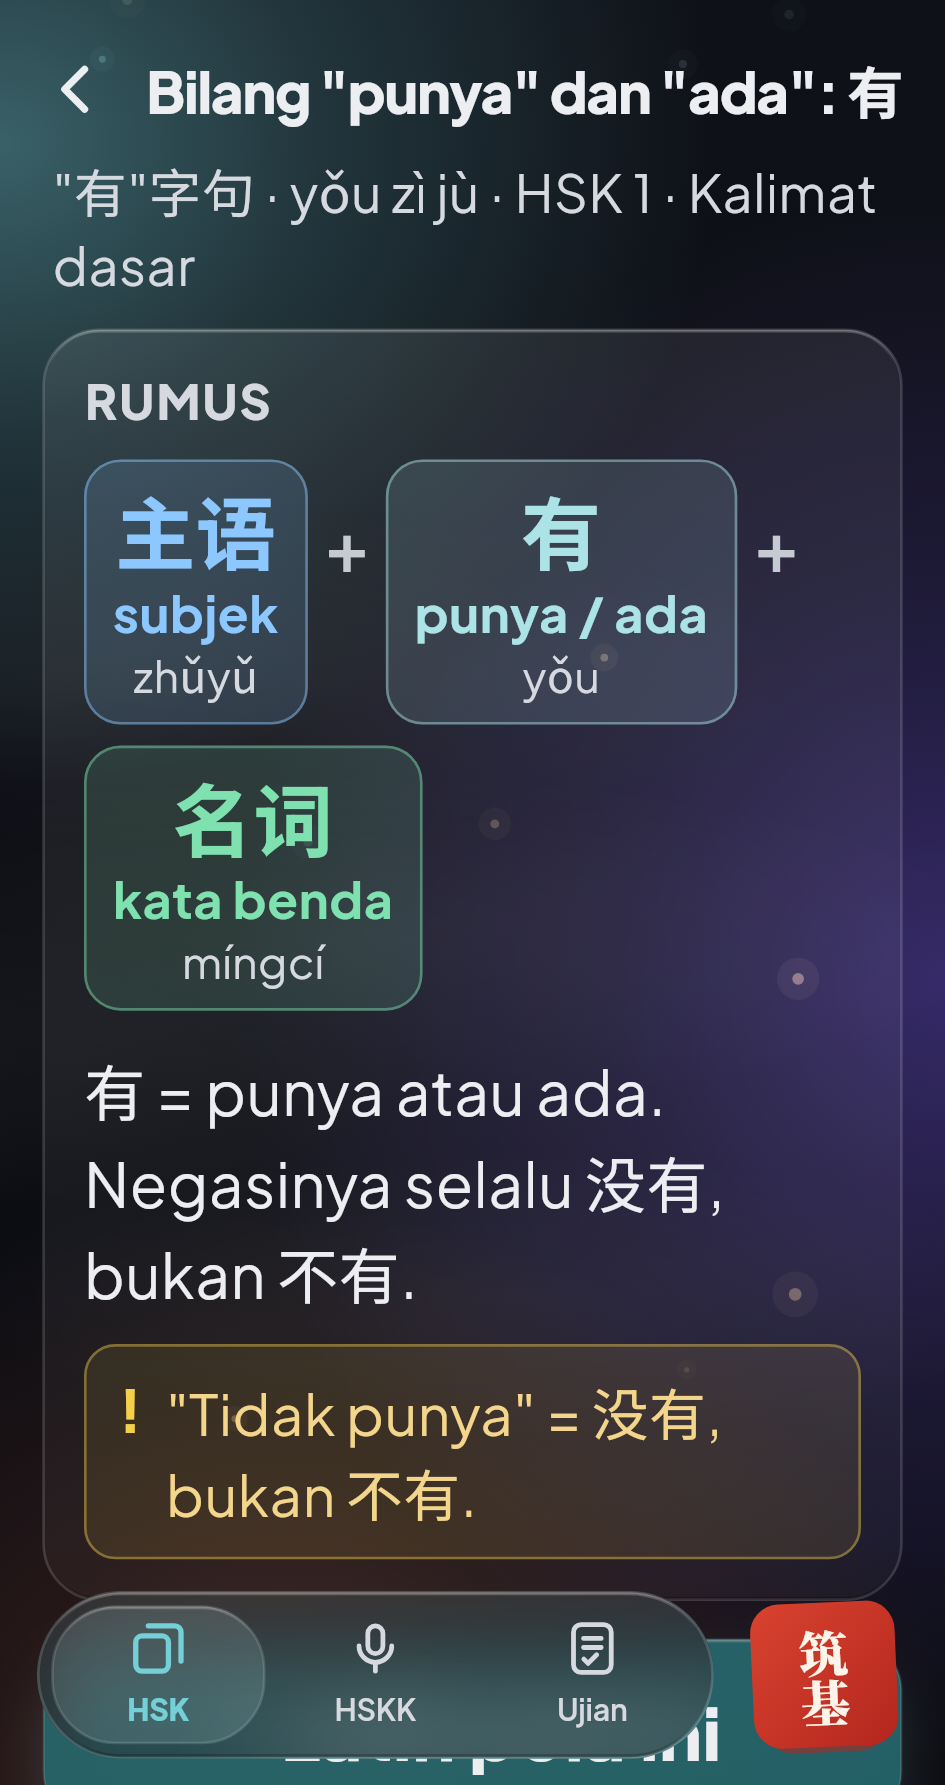 Bilang "punya" dan "ada": 有
"有"字句 · yǒu zì jù · HSK 1 · Kalimat
dasar
RUMUS
主语 + 有 +
subjek punya / ada
zhǔyǔ yǒu
名词
kata benda
míngcí
有 = punya atau ada.
Negasinya selalu 没有,
bukan 不有.
! "Tidak punya" = 没有,
bukan 不有.
HSK HSKK Ujian
筑
基